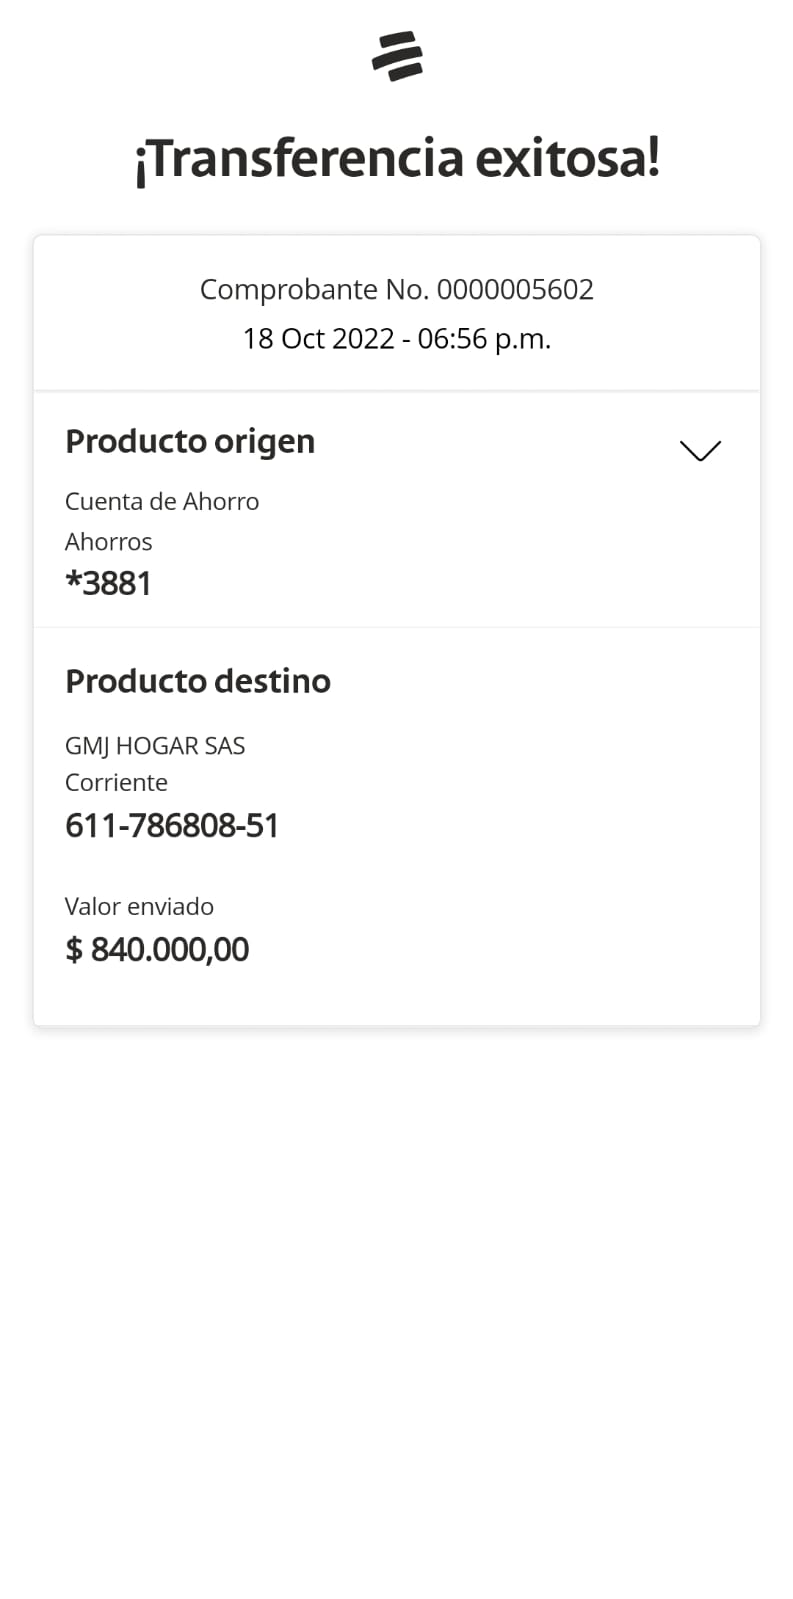 ¡Transferencia exitosa!
Comprobante No. 0000005602
18 Oct 2022 - 06:56 p.m.
Producto origen
Cuenta de Ahorro
Ahorros
*3881
Producto destino
GMJ HOGAR SAS
Corriente
611-786808-51
Valor enviado
$ 840.000,00